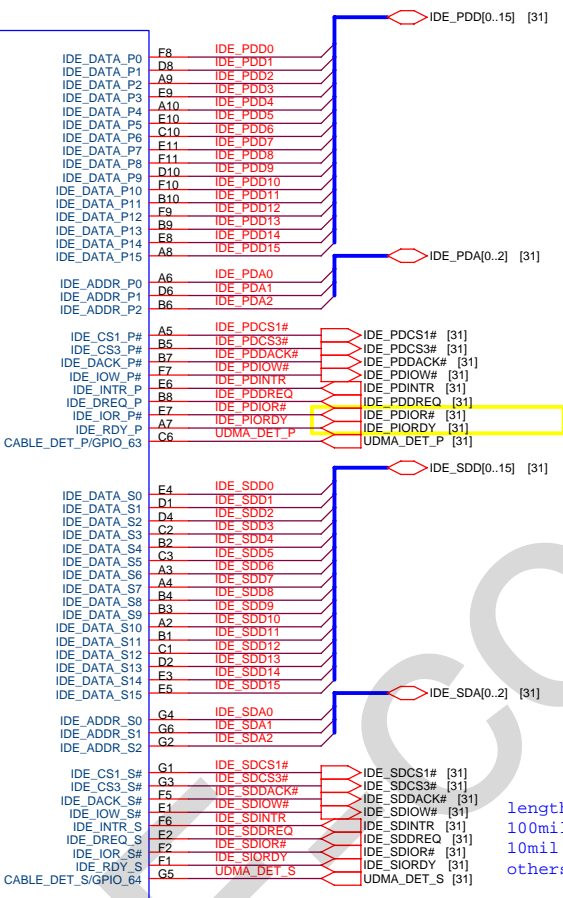 IDE_PDD[0..15] [31]
IDE_DATA_P0 F8 IDE_PDD0
IDE_DATA_P1 D8 IDE_PDD1
IDE_DATA_P2 A9 IDE_PDD2
IDE_DATA_P3 E9 IDE_PDD3
IDE_DATA_P4 A10 IDE_PDD4
IDE_DATA_P5 E10 IDE_PDD5
IDE_DATA_P6 C10 IDE_PDD6
IDE_DATA_P7 E11 IDE_PDD7
IDE_DATA_P8 F11 IDE_PDD8
IDE_DATA_P9 D10 IDE_PDD9
IDE_DATA_P10 F10 IDE_PDD10
IDE_DATA_P11 B10 IDE_PDD11
IDE_DATA_P12 F9 IDE_PDD12
IDE_DATA_P13 B9 IDE_PDD13
IDE_DATA_P14 E8 IDE_PDD14
IDE_DATA_P15 A8 IDE_PDD15
IDE_PDA[0..2] [31]
IDE_ADDR_P0 A6 IDE_PDA0
IDE_ADDR_P1 D6 IDE_PDA1
IDE_ADDR_P2 B6 IDE_PDA2
IDE_CS1_P# A5 IDE_PDCS1# IDE_PDCS1# [31]
IDE_CS3_P# B5 IDE_PDCS3# IDE_PDCS3# [31]
IDE_DACK_P# B7 IDE_PDDACK# IDE_PDDACK# [31]
IDE_IOW_P# F7 IDE_PDIOW# IDE_PDIOW# [31]
IDE_INTR_P E6 IDE_PDINTR IDE_PDINTR [31]
IDE_DREQ_P B8 IDE_PDDREQ IDE_PDDREQ [31]
IDE_IOR_P# E7 IDE_PDIOR# IDE_PDIOR# [31]
IDE_RDY_P A7 IDE_PIORDY IDE_PIORDY [31]
CABLE_DET_P/GPIO_63 C6 UDMA_DET_P UDMA_DET_P [31]
IDE_SDD[0..15] [31]
IDE_DATA_S0 E4 IDE_SDD0
IDE_DATA_S1 D1 IDE_SDD1
IDE_DATA_S2 D4 IDE_SDD2
IDE_DATA_S3 C2 IDE_SDD3
IDE_DATA_S4 B2 IDE_SDD4
IDE_DATA_S5 C3 IDE_SDD5
IDE_DATA_S6 A3 IDE_SDD6
IDE_DATA_S7 A4 IDE_SDD7
IDE_DATA_S8 B4 IDE_SDD8
IDE_DATA_S9 B3 IDE_SDD9
IDE_DATA_S10 A2 IDE_SDD10
IDE_DATA_S11 B1 IDE_SDD11
IDE_DATA_S12 C1 IDE_SDD12
IDE_DATA_S13 D2 IDE_SDD13
IDE_DATA_S14 E3 IDE_SDD14
IDE_DATA_S15 E5 IDE_SDD15
IDE_SDA[0..2] [31]
IDE_ADDR_S0 G4 IDE_SDA0
IDE_ADDR_S1 G6 IDE_SDA1
IDE_ADDR_S2 G2 IDE_SDA2
IDE_CS1_S# G1 IDE_SDCS1# IDE_SDCS1# [31]
IDE_CS3_S# G3 IDE_SDCS3# IDE_SDCS3# [31]
IDE_DACK_S# F5 IDE_SDDACK# IDE_SDDACK# [31]
IDE_IOW_S# E1 IDE_SDIOW# IDE_SDIOW# [31] length
IDE_INTR_S F6 IDE_SDINTR IDE_SDINTR [31] 100mil
IDE_DREQ_S E2 IDE_SDDREQ IDE_SDDREQ [31]
IDE_IOR_S# F2 IDE_SDIOR# IDE_SDIOR# [31] 10mil
IDE_RDY_S F1 IDE_SIORDY IDE_SIORDY [31] others
CABLE_DET_S/GPIO_64 G5 UDMA_DET_S UDMA_DET_S [31]